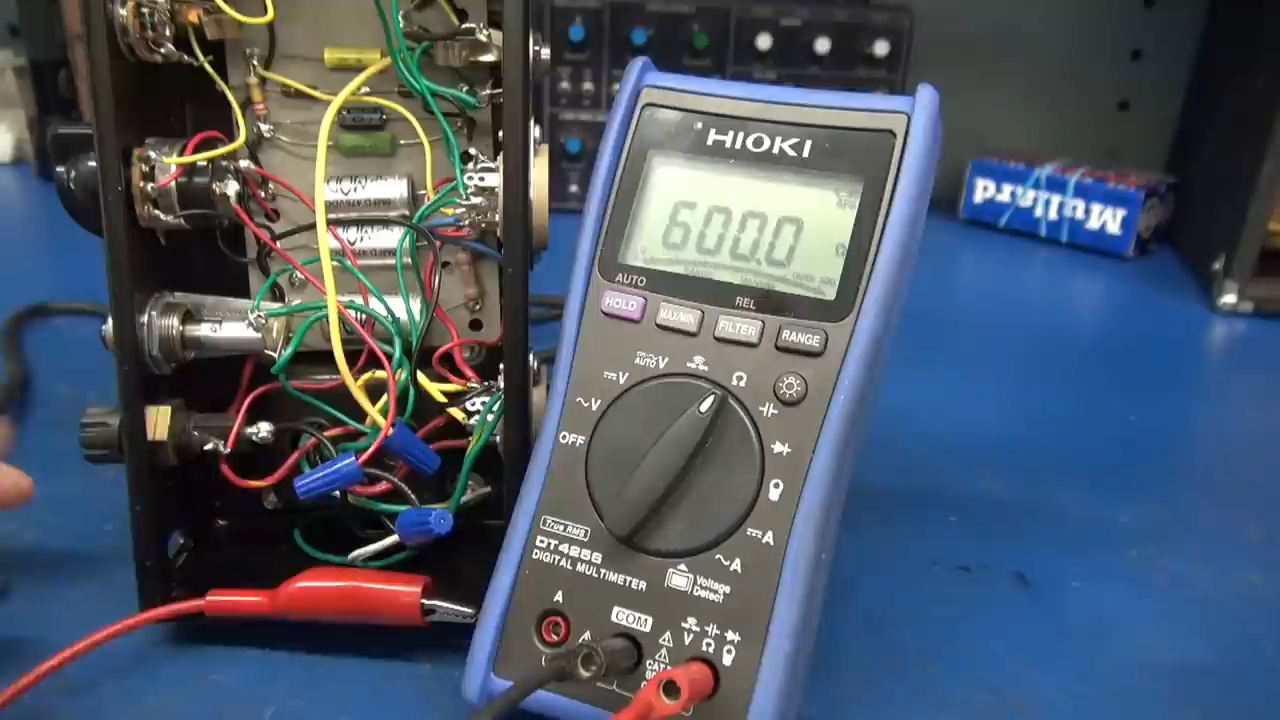 HIOKI
600.0
AUTO
REL
HOLD
MAX/MIN
FILTER
RANGE
AUTO V
V
Ω
~V
OFF
A
~A
True RMS
DT4256
DIGITAL MULTIMETER
Voltage
Detect
A
COM
V
Ω
Mullard